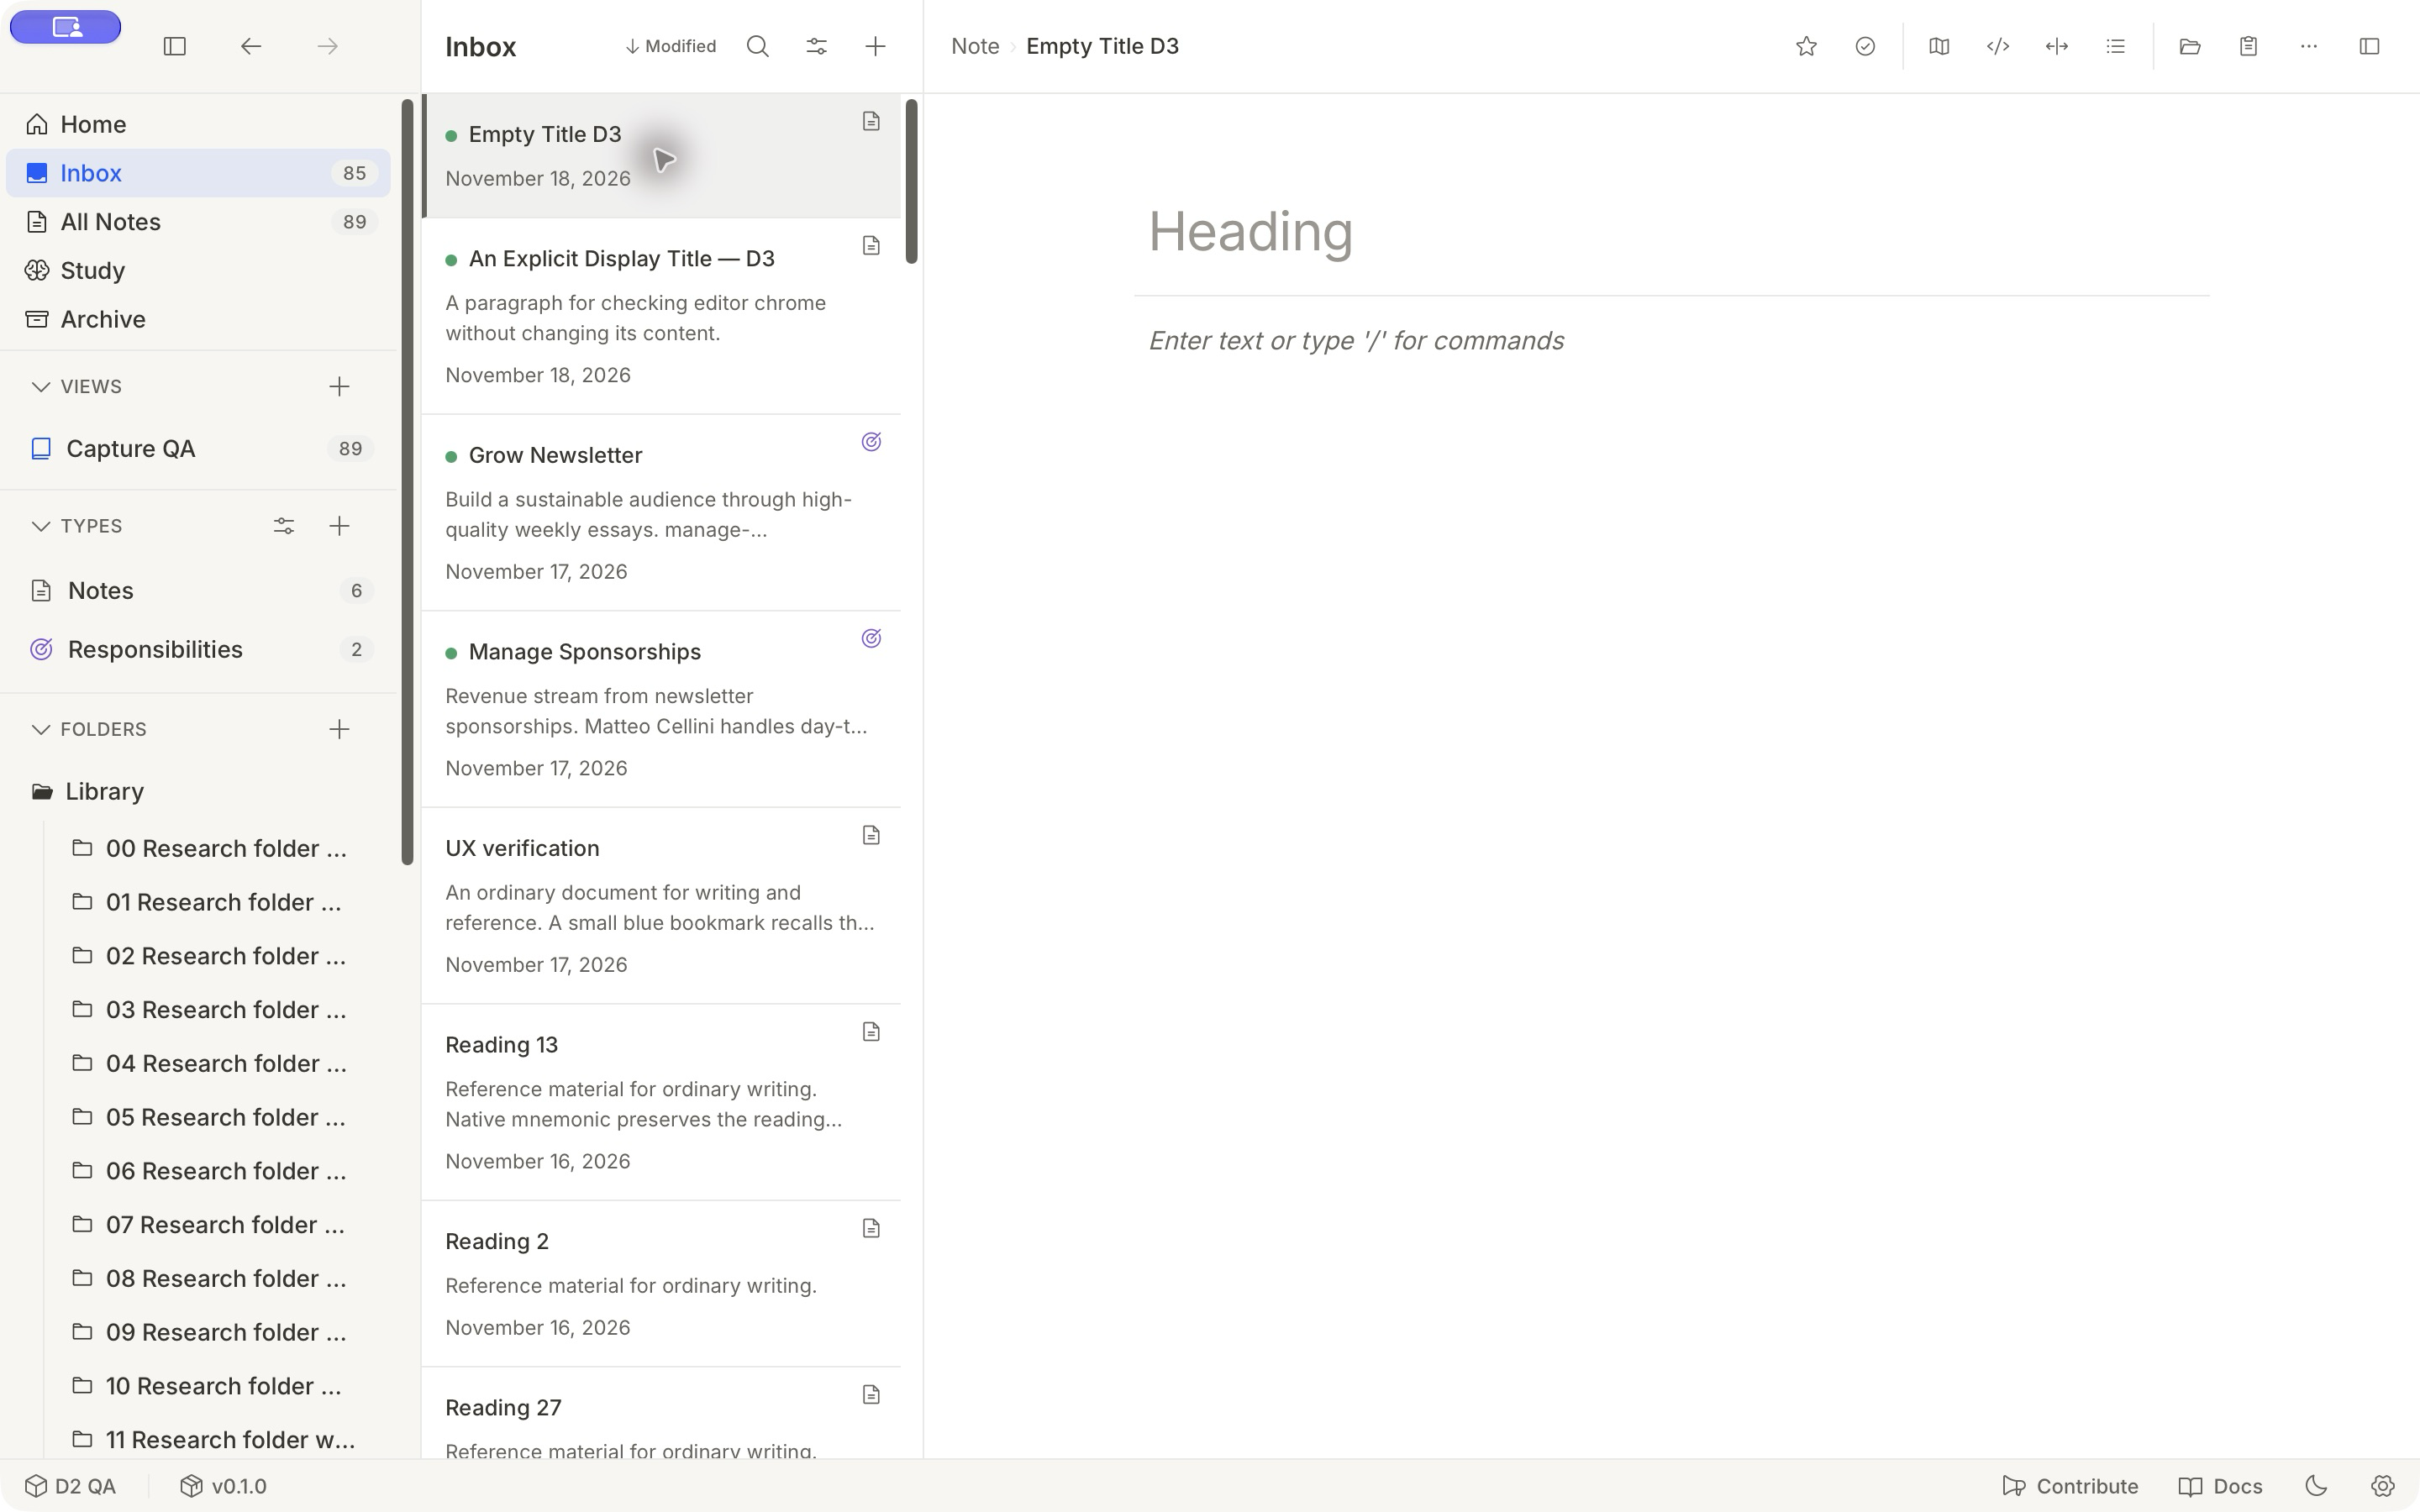 Inbox
Modified
Note › Empty Title D3
Home
Inbox 85
All Notes 89
Study
Archive
VIEWS
Capture QA 89
TYPES
Notes 6
Responsibilities 2
FOLDERS
Library
00 Research folder ...
01 Research folder ...
02 Research folder ...
03 Research folder ...
04 Research folder ...
05 Research folder ...
06 Research folder ...
07 Research folder ...
08 Research folder ...
09 Research folder ...
10 Research folder ...
11 Research folder w...
Empty Title D3
November 18, 2026
An Explicit Display Title — D3
A paragraph for checking editor chrome
without changing its content.
November 18, 2026
Grow Newsletter
Build a sustainable audience through high-
quality weekly essays. manage-...
November 17, 2026
Manage Sponsorships
Revenue stream from newsletter
sponsorships. Matteo Cellini handles day-t...
November 17, 2026
UX verification
An ordinary document for writing and
reference. A small blue bookmark recalls th...
November 17, 2026
Reading 13
Reference material for ordinary writing.
Native mnemonic preserves the reading...
November 16, 2026
Reading 2
Reference material for ordinary writing.
November 16, 2026
Reading 27
Reference material for ordinary writing.
Heading
Enter text or type '/' for commands
D2 QA
v0.1.0
Contribute
Docs